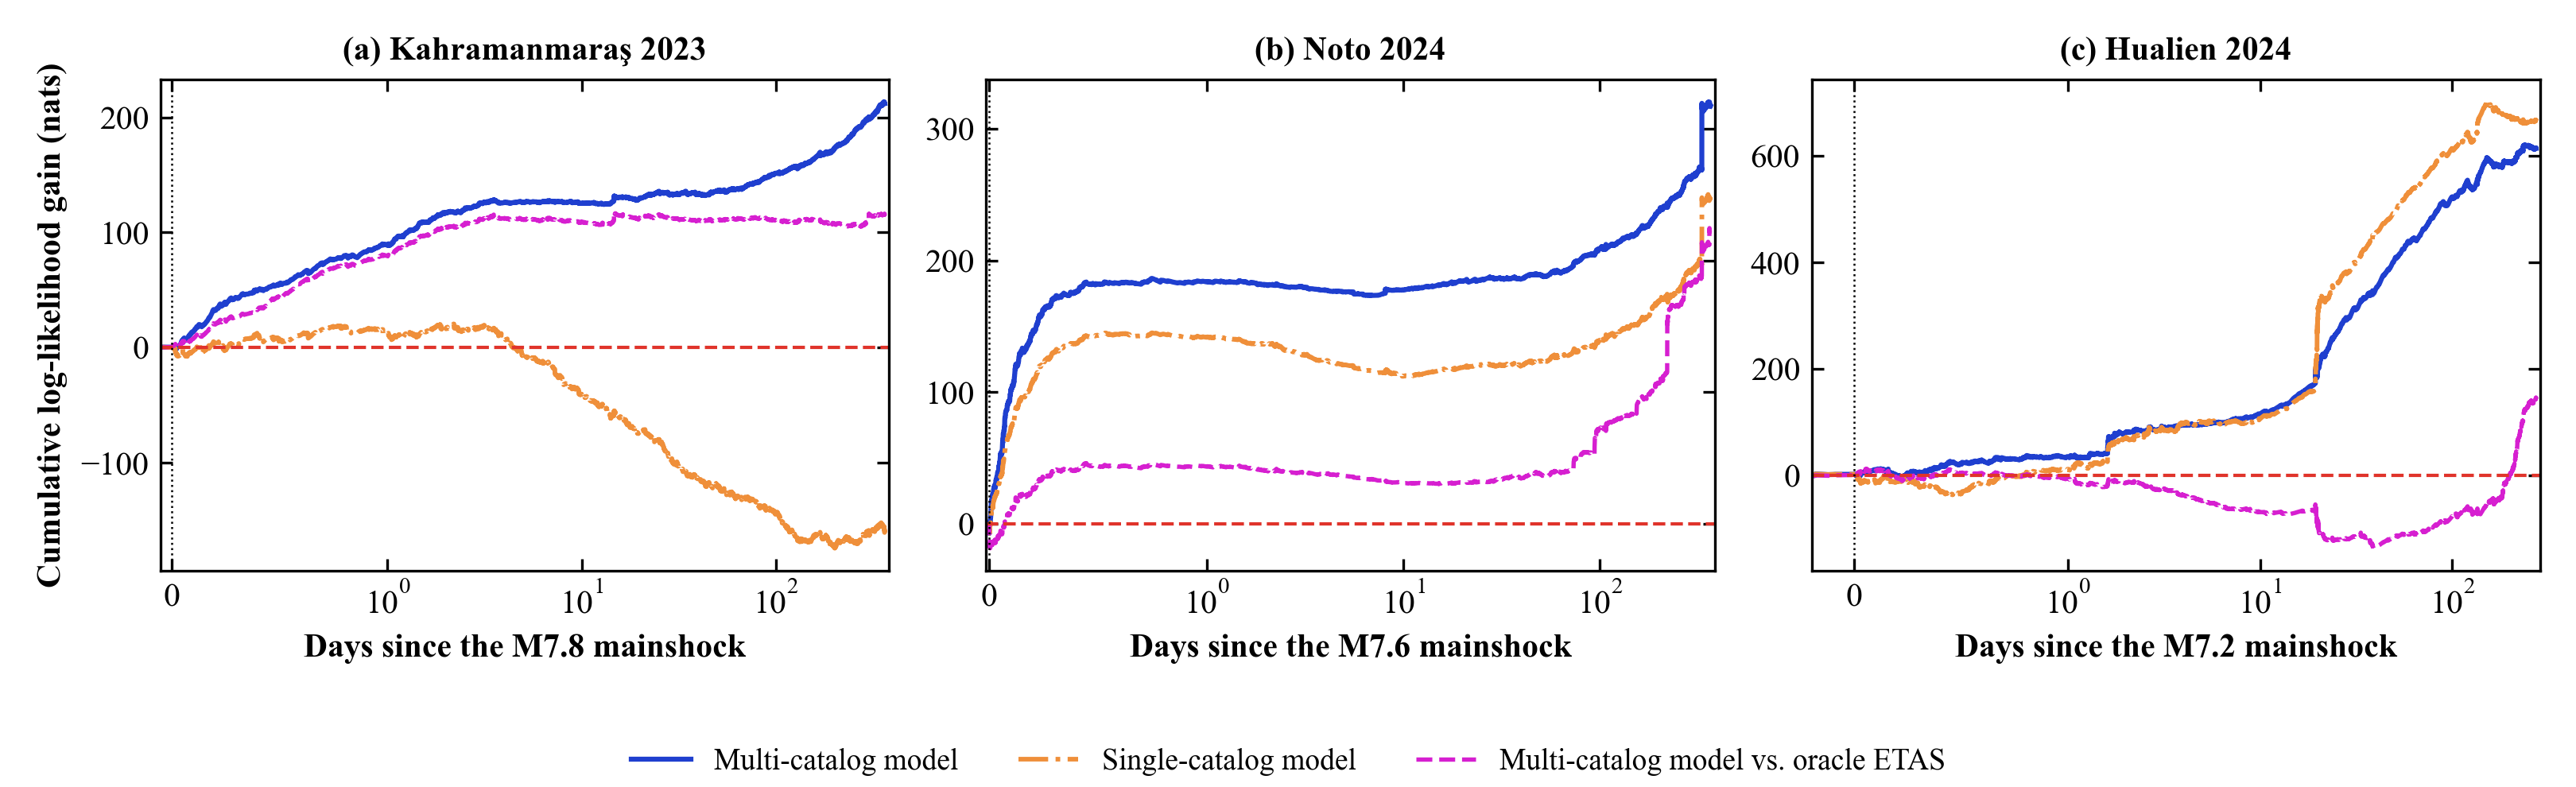 (a) Kahramanmaraş 2023
(b) Noto 2024
(c) Hualien 2024
Cumulative log-likelihood gain (nats)
200
100
0
−100
0
10^0
10^1
10^2
Days since the M7.8 mainshock
300
200
100
0
0
10^0
10^1
10^2
Days since the M7.6 mainshock
600
400
200
0
0
10^0
10^1
10^2
Days since the M7.2 mainshock
Multi-catalog model
Single-catalog model
Multi-catalog model vs. oracle ETAS